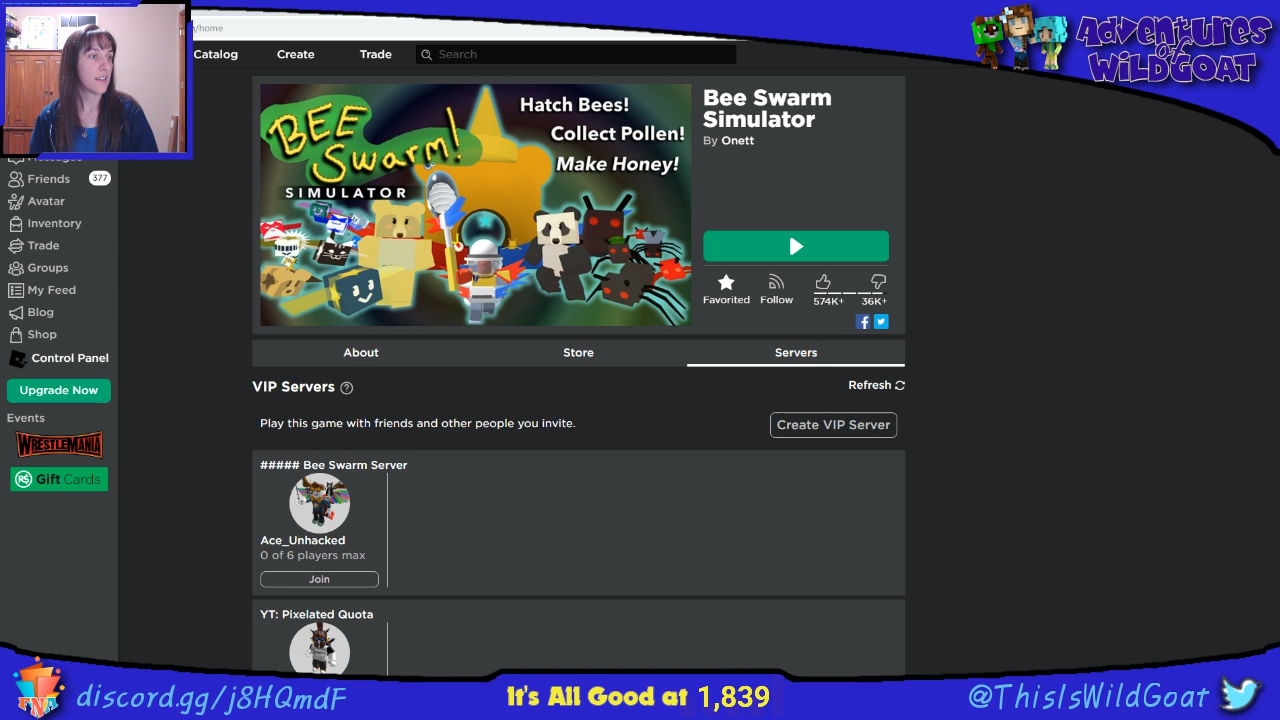 /home
Catalog
Create
Trade
Search
Adventures
of
WildGoat
Friends
377
Avatar
Inventory
Trade
Groups
My Feed
Blog
Shop
Control Panel
Upgrade Now
Events
WRESTLEMANIA
R$ Gift Cards
BEE
Swarm!
SIMULATOR
Hatch Bees!
Collect Pollen!
Make Honey!
Bee Swarm
Simulator
By Onett
Favorited
Follow
574K+
36K+
About
Store
Servers
VIP Servers
Refresh
Play this game with friends and other people you invite.
Create VIP Server
##### Bee Swarm Server
Ace_Unhacked
0 of 6 players max
Join
YT: Pixelated Quota
FNA
discord.gg/j8HQmdF
It's All Good at 1,839
@ThisIsWildGoat